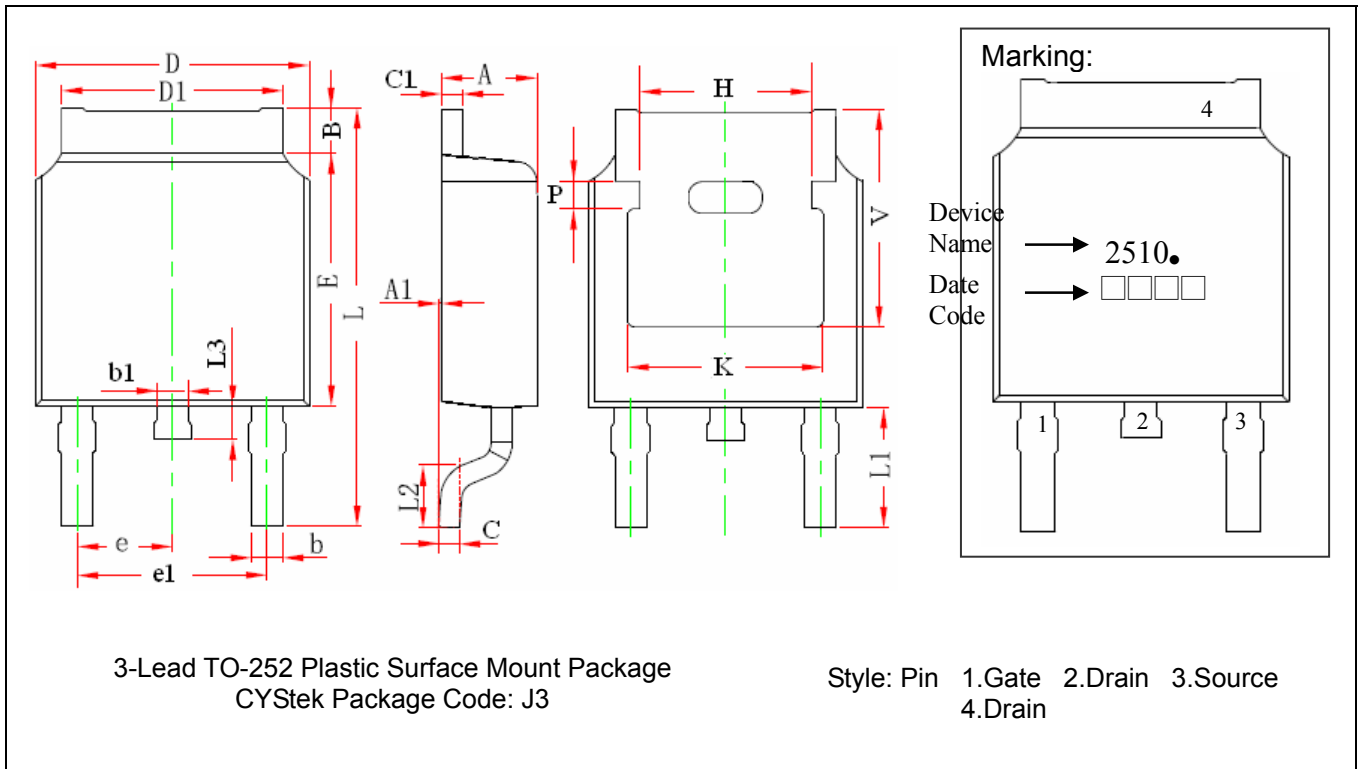 D
D1
B
E
L
L3
b1
e
e1
b
C1
A
A1
L2
C
H
P
V
K
L1
Marking:
4
Device
Name
2510.
Date
Code
□□□□
1
2
3
3-Lead TO-252 Plastic Surface Mount Package
CYStek Package Code: J3
Style: Pin 1.Gate 2.Drain 3.Source
4.Drain